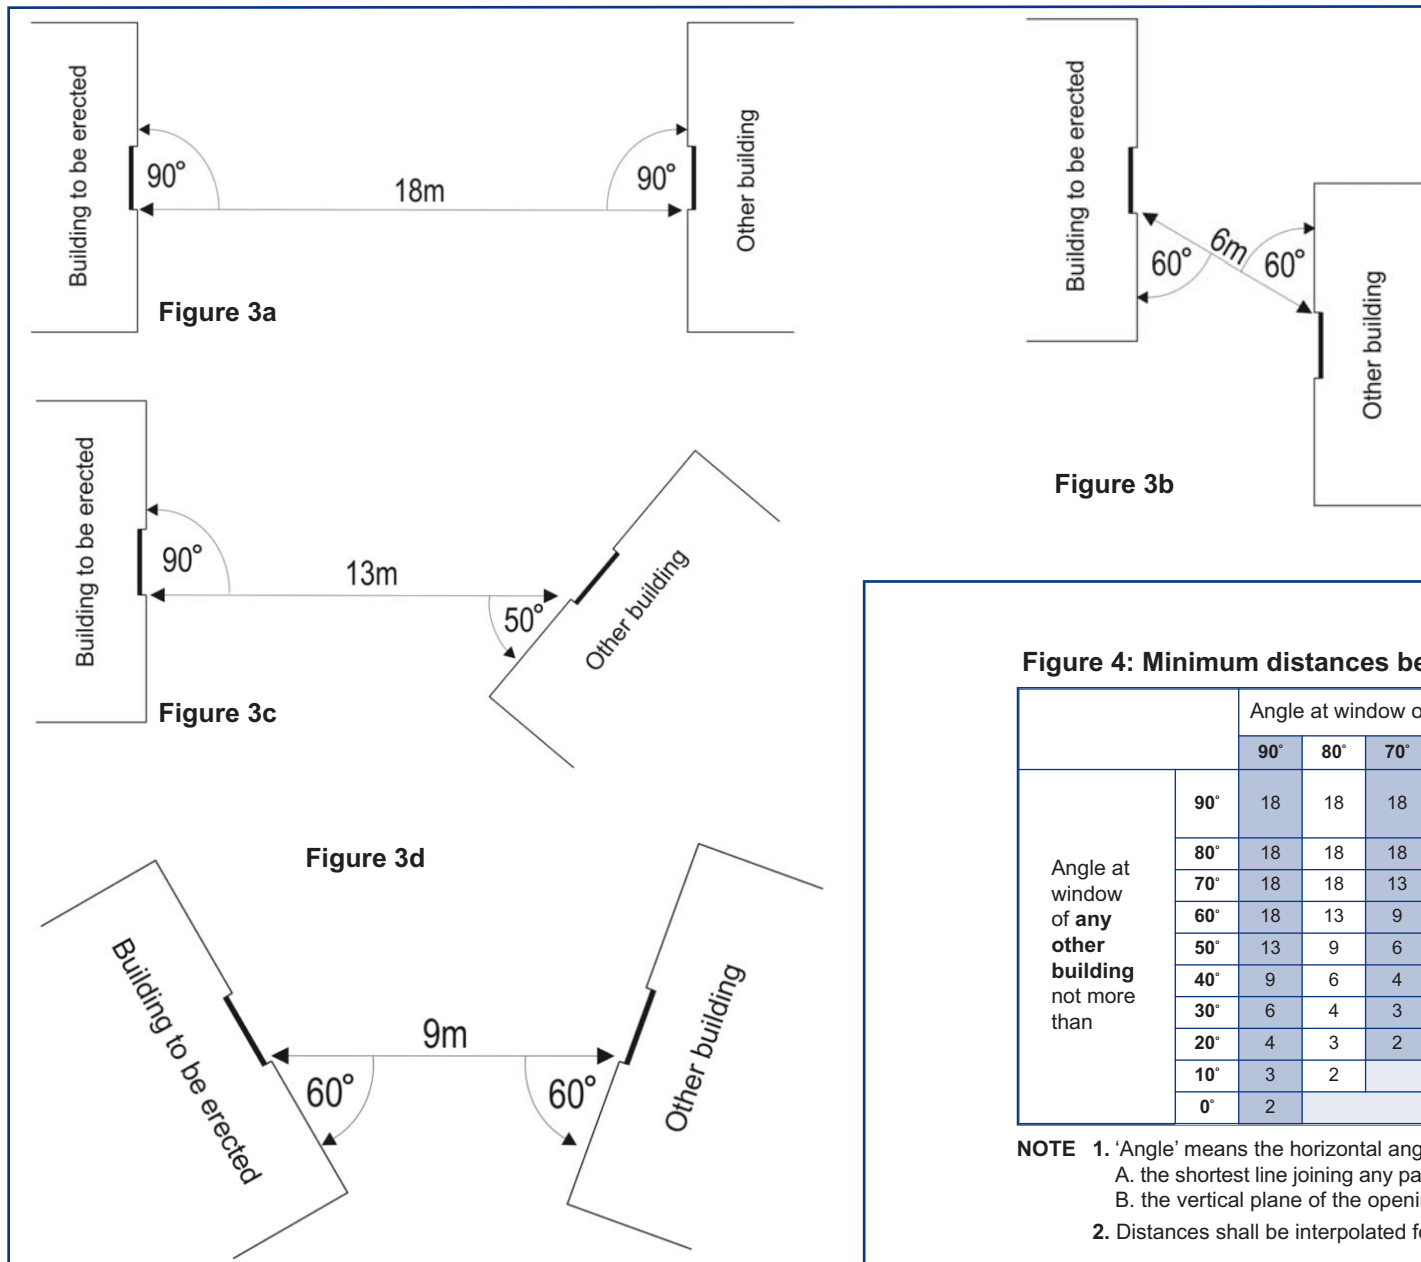 Building to be erected
90°
18m
90°
Other building
Figure 3a
Building to be erected
60°
6m
60°
Other building
Figure 3b
Building to be erected
90°
13m
50°
Other building
Figure 3c
Figure 3d
Building to be erected
60°
9m
60°
Other building
Figure 4: Minimum distances be
Angle at window o
90° 80° 70°
Angle at
window
of any
other
building
not more
than
90° 18 18 18
80° 18 18 18
70° 18 18 13
60° 18 13 9
50° 13 9 6
40° 9 6 4
30° 6 4 3
20° 4 3 2
10° 3 2
0° 2
NOTE 1. ‘Angle’ means the horizontal ang
A. the shortest line joining any pa
B. the vertical plane of the openi
2. Distances shall be interpolated fo